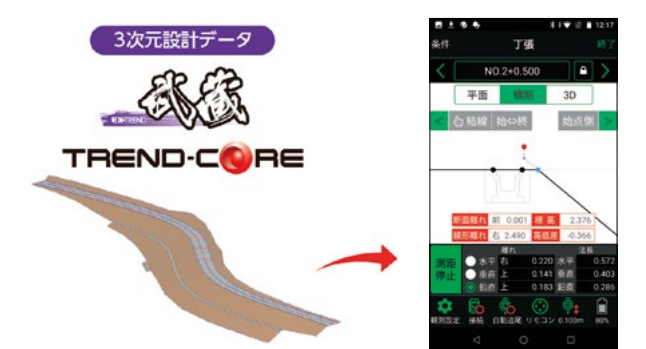 3次元設計データ
EX-TREND
武蔵
TREND-CORE
12:17
条件 丁張 終了
< NO.2+0.500 >
平面 横断 3D
< 結線 始⇔終 始点側 >
断面離れ 前 0.001 標高 2.376
線形離れ 右 2.490 高低差 -0.366
離れ 法長
測距停止
水平 右 0.220 水平 0.572
垂直 上 0.141 垂直 0.403
鉛直 上 0.183 鉛直 0.286
観測設定 接続 自動追尾 リモコン 0.100m 80%